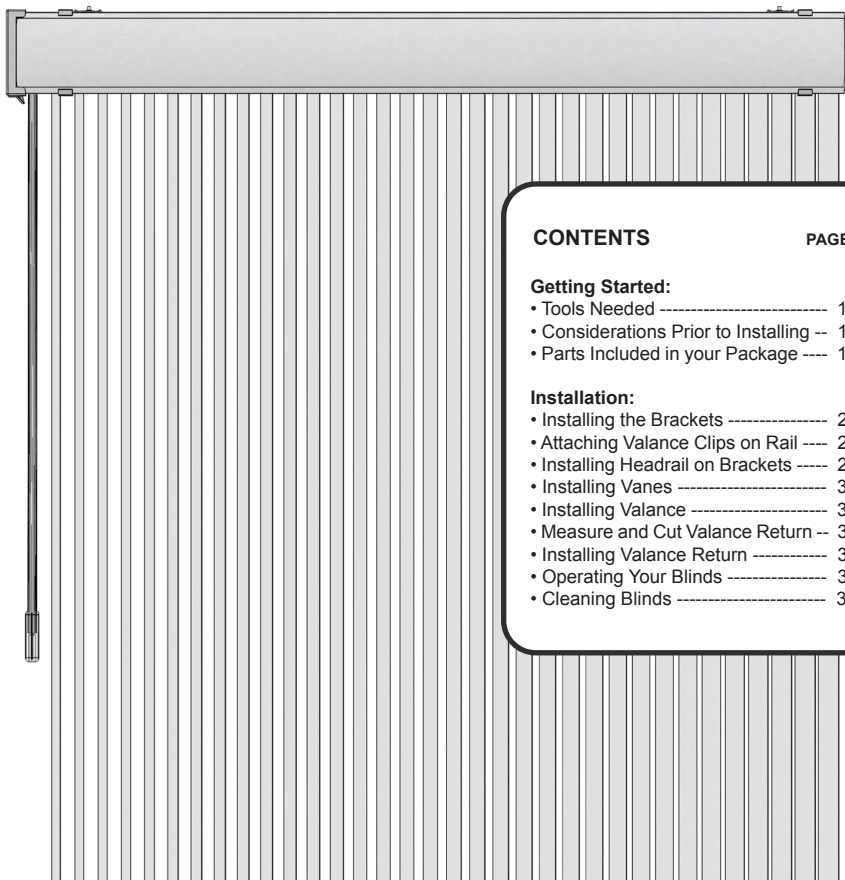 CONTENTS PAGE
Getting Started:
• Tools Needed --------------------------- 1
• Considerations Prior to Installing -- 1
• Parts Included in your Package ---- 1
Installation:
• Installing the Brackets ---------------- 2
• Attaching Valance Clips on Rail ---- 2
• Installing Headrail on Brackets ----- 2
• Installing Vanes ------------------------ 3
• Installing Valance ---------------------- 3
• Measure and Cut Valance Return -- 3
• Installing Valance Return ------------ 3
• Operating Your Blinds ---------------- 3
• Cleaning Blinds ------------------------ 3